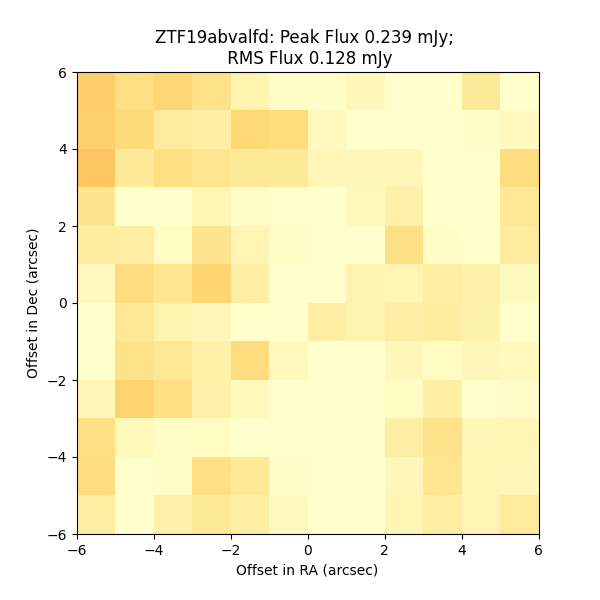 ZTF19abvalfd: Peak Flux 0.239 mJy;
RMS Flux 0.128 mJy
6
4
2
0
−2
−4
−6
Offset in Dec (arcsec)
−6 −4 −2 0 2 4 6
Offset in RA (arcsec)